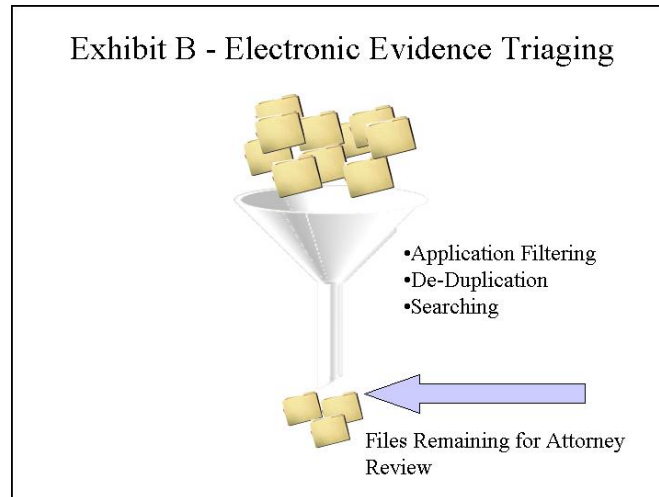 Exhibit B - Electronic Evidence Triaging
•Application Filtering
•De-Duplication
•Searching
Files Remaining for Attorney
Review